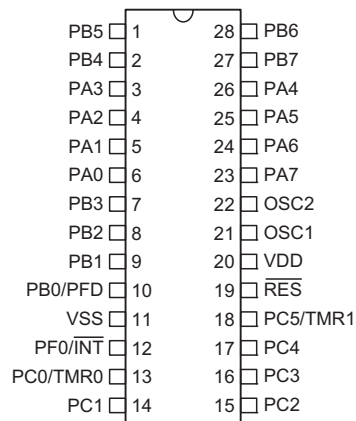 PB5 1 28 PB6
PB4 2 27 PB7
PA3 3 26 PA4
PA2 4 25 PA5
PA1 5 24 PA6
PA0 6 23 PA7
PB3 7 22 OSC2
PB2 8 21 OSC1
PB1 9 20 VDD
PB0/PFD 10 19 R̅E̅S̅
VSS 11 18 PC5/TMR1
PF0/I̅N̅T̅ 12 17 PC4
PC0/TMR0 13 16 PC3
PC1 14 15 PC2